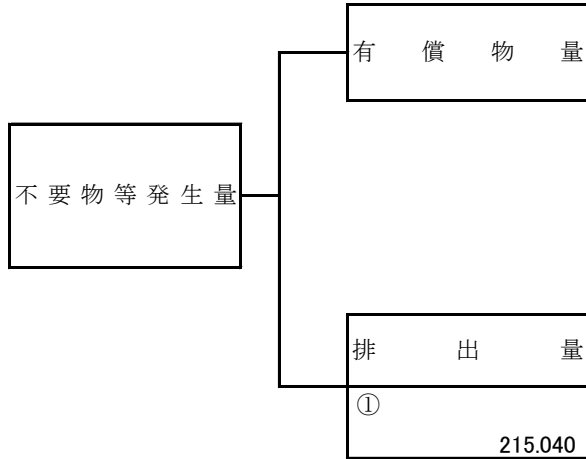 有償物量
不要物等発生量
排出量
①
215.040